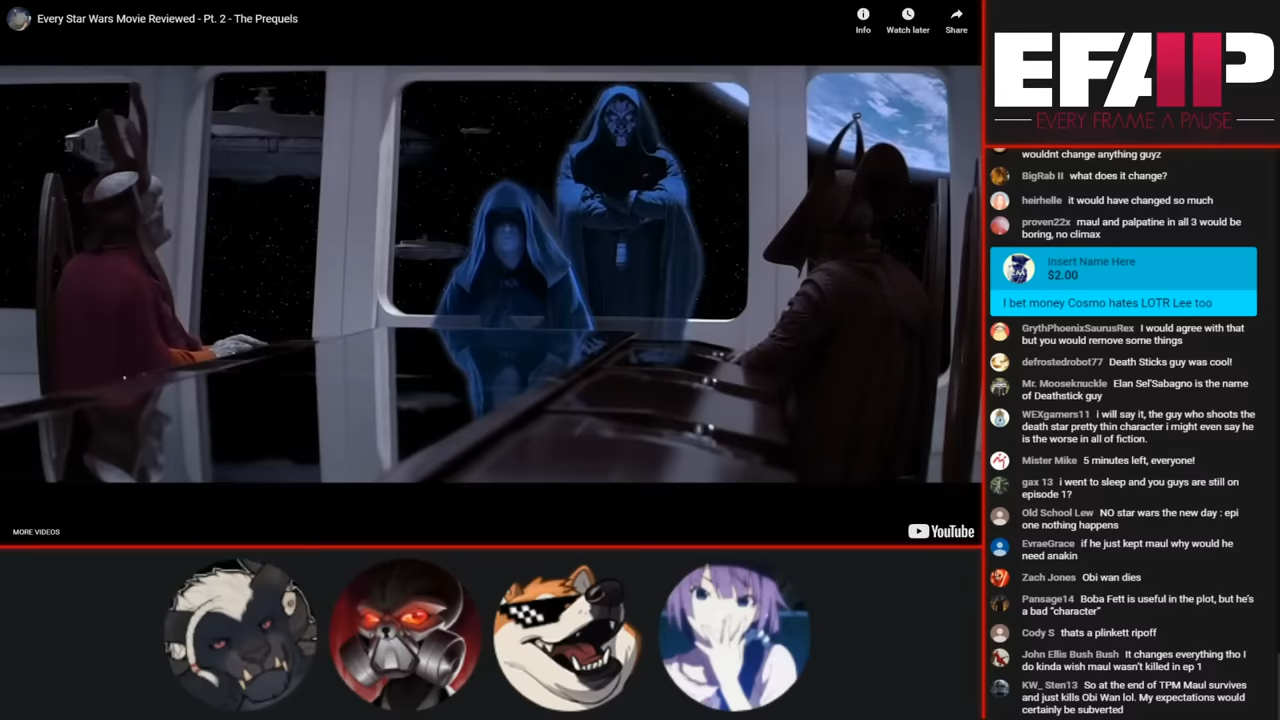 Every Star Wars Movie Reviewed - Pt. 2 - The Prequels
Info
Watch later
Share
MORE VIDEOS
YouTube
EFAP
EVERY FRAME A PAUSE
wouldnt change anything guyz
BigRab II what does it change?
heirhelle it would have changed so much
proven22x maul and palpatine in all 3 would be
boring, no climax
Insert Name Here
$2.00
I bet money Cosmo hates LOTR Lee too
GrythPhoenixSaurusRex I would agree with that
but you would remove some things
defrostedrobot77 Death Sticks guy was cool!
Mr. Mooseknuckle Elan Sel'Sabagno is the name
of Deathstick guy
WEXgamers11 i will say it, the guy who shoots the
death star pretty thin character i might even say he
is the worse in all of fiction.
Mister Mike 5 minutes left, everyone!
gax 13 i went to sleep and you guys are still on
episode 1?
Old School Lew NO star wars the new day : epi
one nothing happens
EvraeGrace if he just kept maul why would he
need anakin
Zach Jones Obi wan dies
Pansage14 Boba Fett is useful in the plot, but he's
a bad “character”
Cody S thats a plinkett ripoff
John Ellis Bush Bush It changes everything tho I
do kinda wish maul wasn't killed in ep 1
KW_ Sten13 So at the end of TPM Maul survives
and just kills Obi Wan lol. My expectations would
certainly be subverted